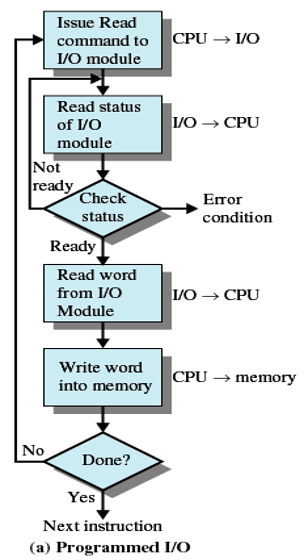 Issue Read
command to
I/O module
CPU → I/O
Read status
of I/O
module
I/O → CPU
Not
ready
Check
status
Error
condition
Ready
Read word
from I/O
Module
I/O → CPU
Write word
into memory
CPU → memory
No
Done?
Yes
Next instruction
(a) Programmed I/O